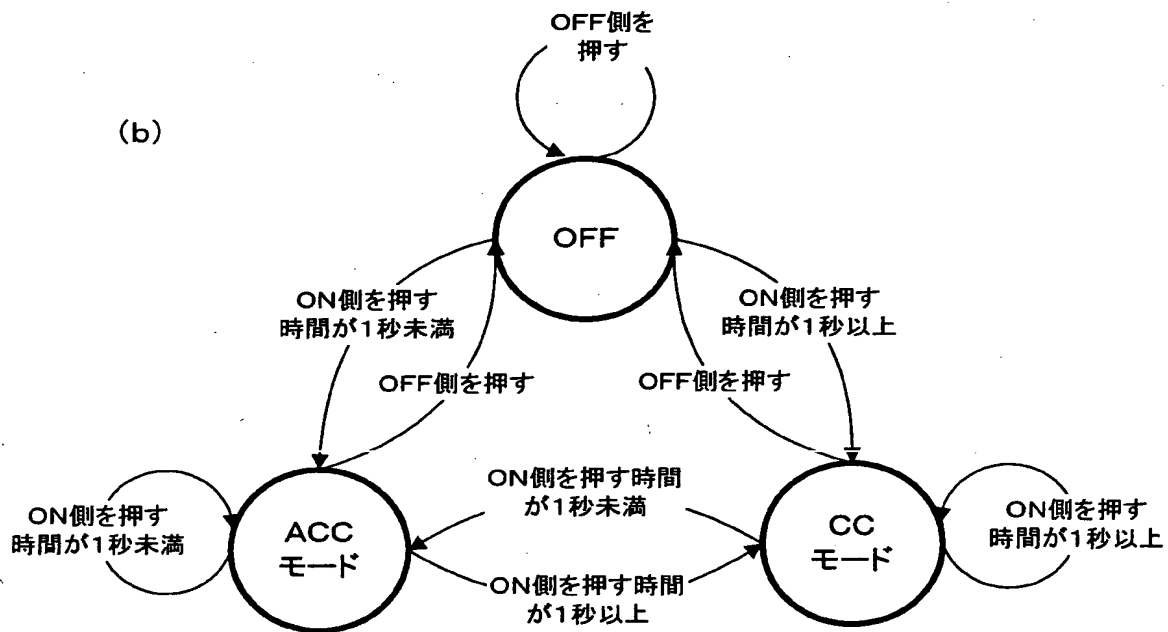 OFF側を
押す
(b)
OFF
ON側を押す
時間が1秒未満
ON側を押す
時間が1秒以上
OFF側を押す
OFF側を押す
ON側を押す時間
が1秒未満
ON側を押す
時間が1秒未満
ACC
モード
CC
モード
ON側を押す
時間が1秒以上
ON側を押す時間
が1秒以上